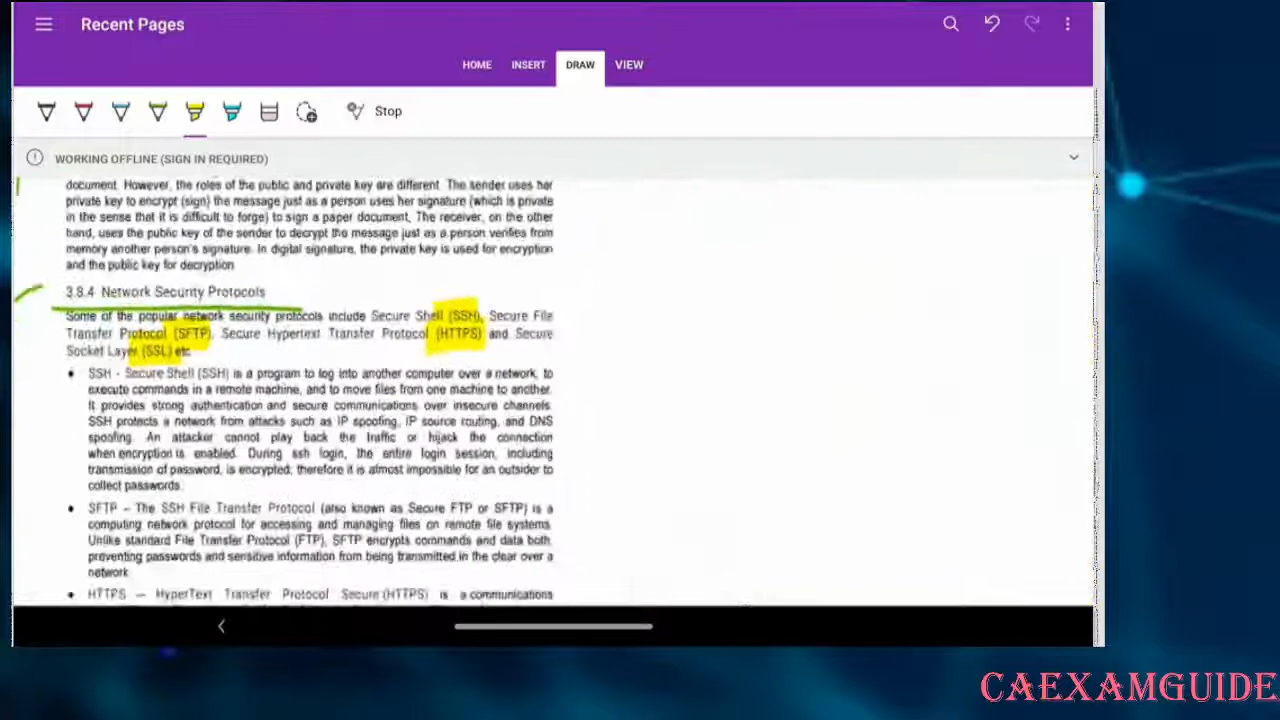 Recent Pages
HOME INSERT DRAW VIEW
Stop
WORKING OFFLINE (SIGN IN REQUIRED)
document. However, the roles of the public and private key are different. The sender uses her
private key to encrypt (sign) the message just as a person uses her signature (which is private
in the sense that it is difficult to forge) to sign a paper document. The receiver, on the other
hand, uses the public key of the sender to decrypt the message just as a person verifies from
memory another person's signature. In digital signature, the private key is used for encryption
and the public key for decryption
3.8.4 Network Security Protocols
Some of the popular network security protocols include Secure Shell (SSH), Secure File
Transfer Protocol (SFTP), Secure Hypertext Transfer Protocol (HTTPS) and Secure
Socket Layer (SSL) etc
• SSH - Secure Shell (SSH) is a program to log into another computer over a network, to
execute commands in a remote machine, and to move files from one machine to another.
It provides strong authentication and secure communications over insecure channels.
SSH protects a network from attacks such as IP spoofing, IP source routing, and DNS
spoofing. An attacker cannot play back the traffic or hijack the connection
when encryption is enabled. During ssh login, the entire login session, including
transmission of password, is encrypted; therefore it is almost impossible for an outsider to
collect passwords.
• SFTP – The SSH File Transfer Protocol (also known as Secure FTP or SFTP) is a
computing network protocol for accessing and managing files on remote file systems.
Unlike standard File Transfer Protocol (FTP), SFTP encrypts commands and data both,
preventing passwords and sensitive information from being transmitted in the clear over a
network
• HTTPS – HyperText Transfer Protocol Secure (HTTPS) is a communications
CAEXAMGUIDE